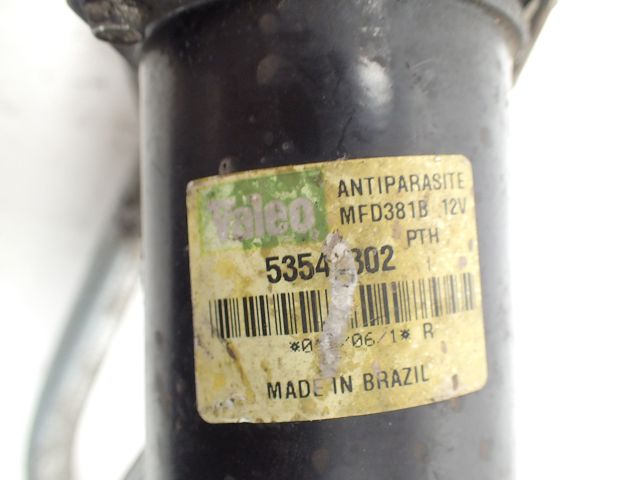 Valeo
ANTIPARASITE
MFD381B 12V
PTH
MADE IN BRAZIL